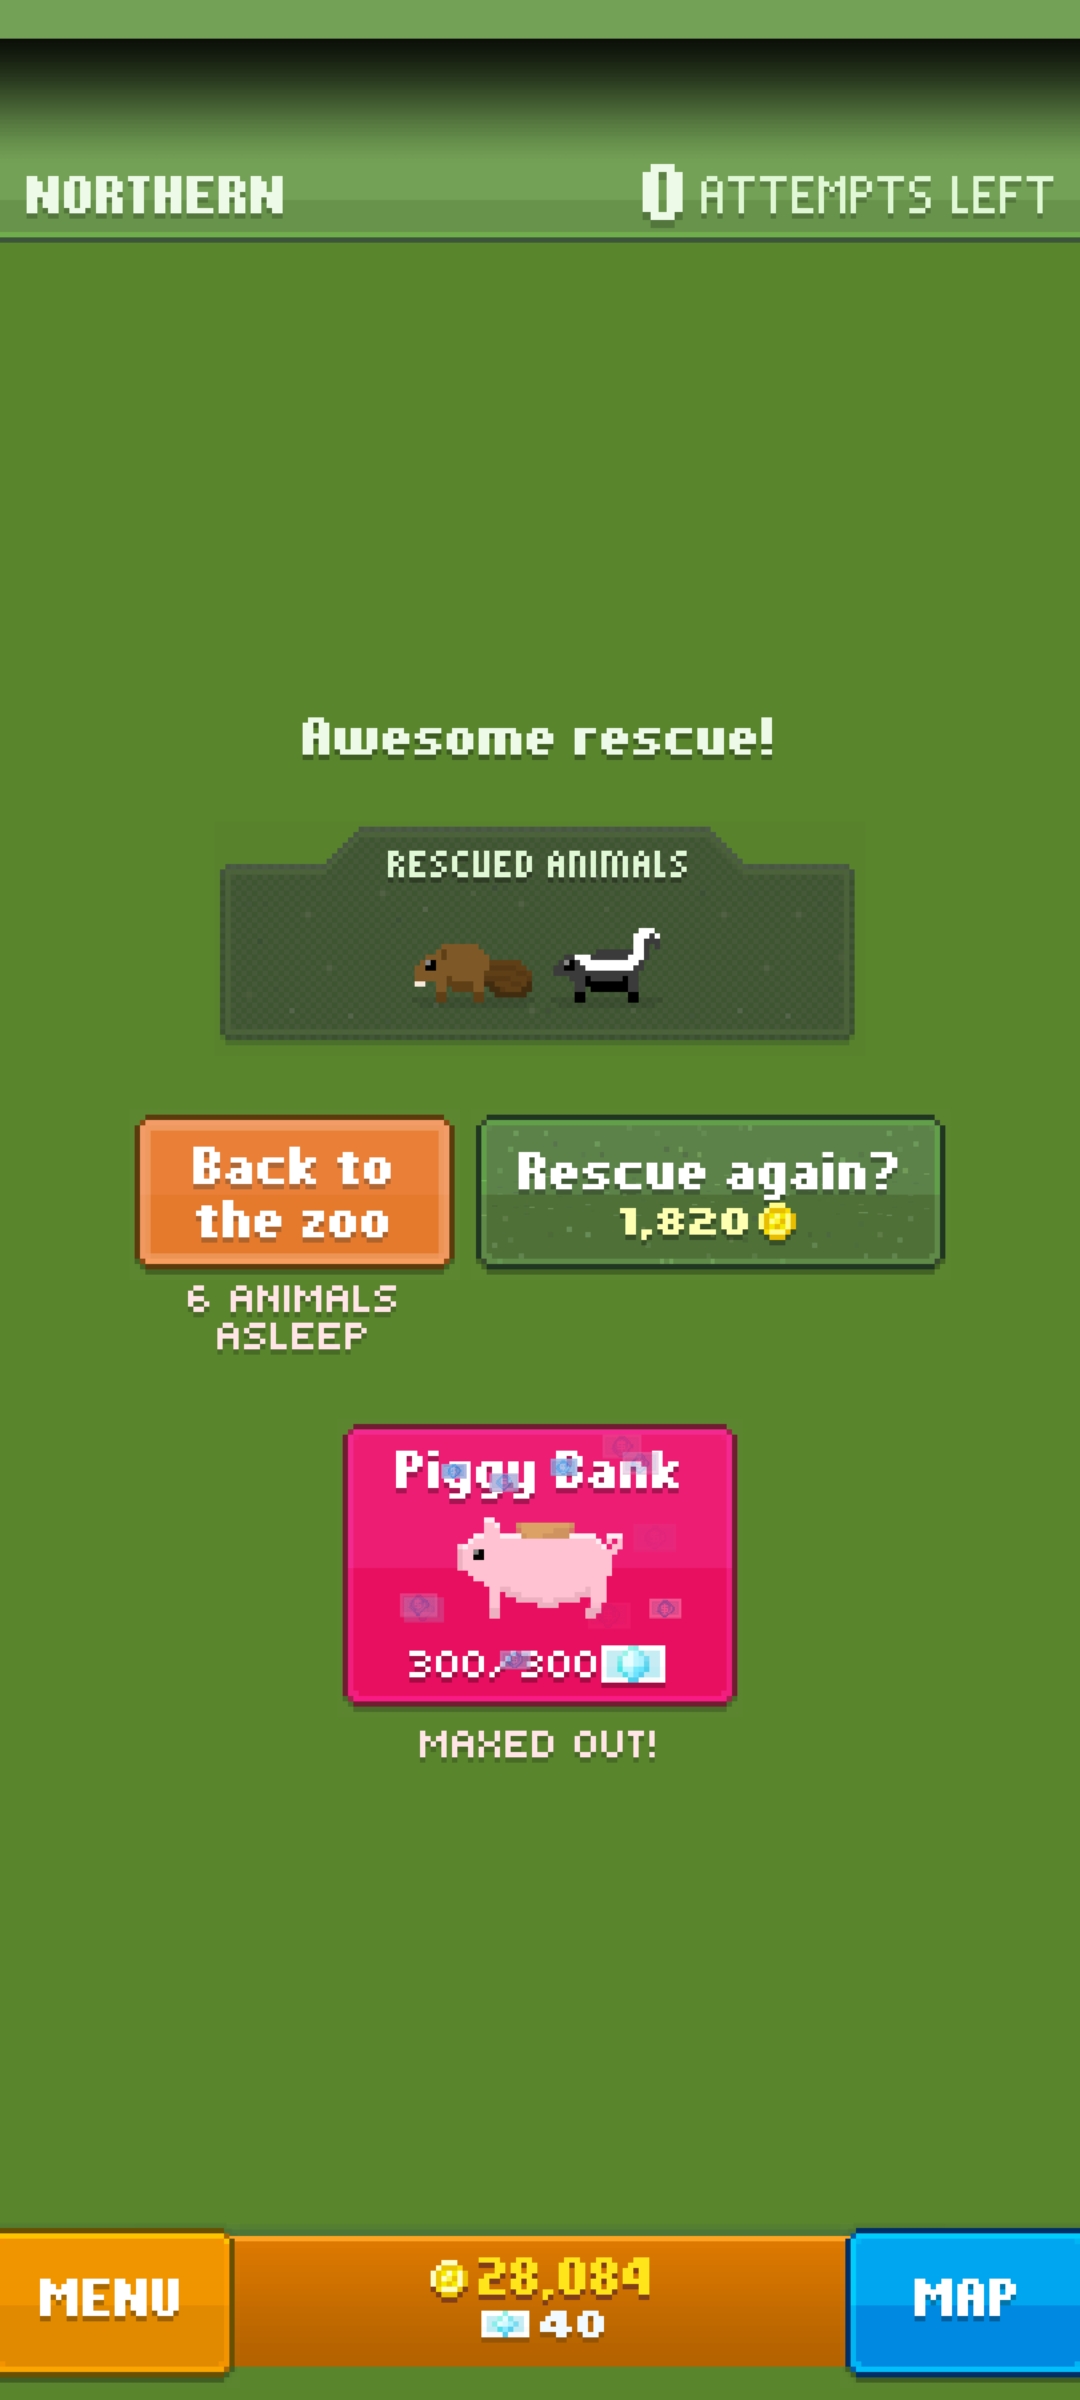 NORTHERN
0 ATTEMPTS LEFT
Awesome rescue!
RESCUED ANIMALS
Back to
the zoo
Rescue again?
1,820
6 ANIMALS
ASLEEP
Piggy Bank
300/300
MAXED OUT!
MENU
28,084
40
MAP